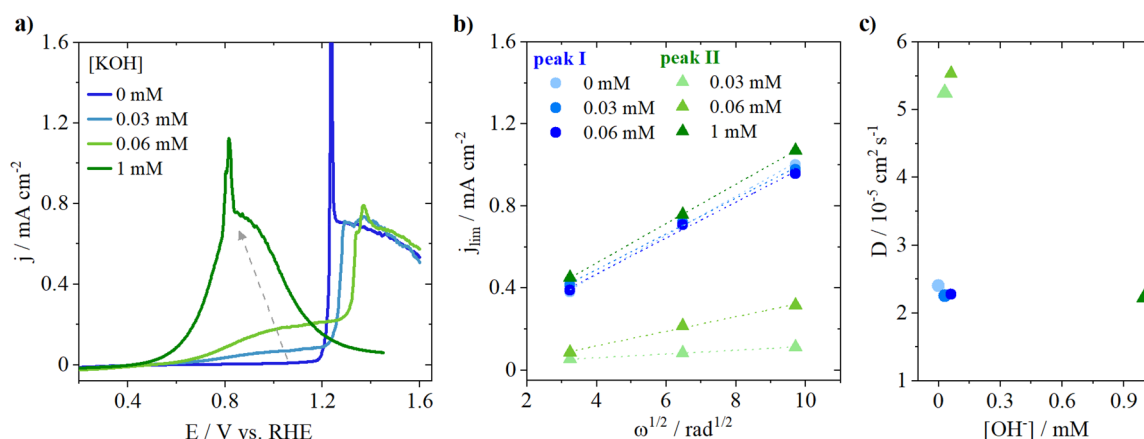 a)
1.6
1.2
0.8
0.4
0
j / mA cm⁻²
[KOH]
0 mM
0.03 mM
0.06 mM
1 mM
0.4
0.8
1.2
1.6
E / V vs. RHE
b)
1.6
1.2
0.8
0.4
0
j_lim / mA cm⁻²
peak I
0 mM
0.03 mM
0.06 mM
peak II
0.03 mM
0.06 mM
1 mM
2
4
6
8
10
ω^1/2 / rad^1/2
c)
6
5
4
3
2
1
D / 10⁻⁵ cm² s⁻¹
0
0.3
0.6
0.9
[OH⁻] / mM